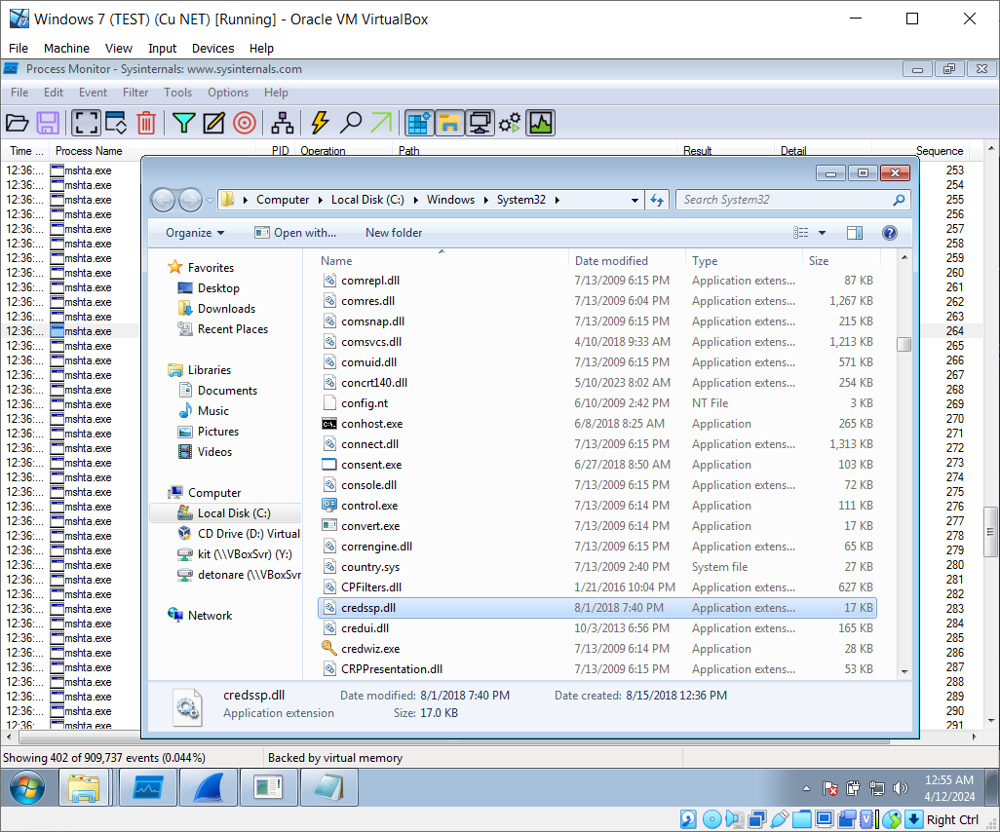 Windows 7 (TEST) (Cu NET) [Running] - Oracle VM VirtualBox
File Machine View Input Devices Help
Process Monitor - Sysinternals: www.sysinternals.com
File Edit Event Filter Tools Options Help
Time ... Process Name PID Operation Path Result Detail Sequence
12:36:... mshta.exe 253
12:36:... mshta.exe 254
12:36:... mshta.exe 255
12:36:... mshta.exe 256
12:36:... mshta.exe 257
12:36:... mshta.exe 258
12:36:... mshta.exe 259
12:36:... mshta.exe 260
12:36:... mshta.exe 261
12:36:... mshta.exe 262
12:36:... mshta.exe 263
12:36:... mshta.exe 264
12:36:... mshta.exe 265
12:36:... mshta.exe 266
12:36:... mshta.exe 267
12:36:... mshta.exe 268
12:36:... mshta.exe 269
12:36:... mshta.exe 270
12:36:... mshta.exe 271
12:36:... mshta.exe 272
12:36:... mshta.exe 273
12:36:... mshta.exe 274
12:36:... mshta.exe 275
12:36:... mshta.exe 276
12:36:... mshta.exe 277
12:36:... mshta.exe 278
12:36:... mshta.exe 279
12:36:... mshta.exe 280
12:36:... mshta.exe 281
12:36:... mshta.exe 282
12:36:... mshta.exe 283
12:36:... mshta.exe 284
12:36:... mshta.exe 285
12:36:... mshta.exe 286
12:36:... mshta.exe 287
12:36:... mshta.exe 288
12:36:... mshta.exe 289
12:36:... mshta.exe 290
12:36:... mshta.exe 291
Computer Local Disk (C:) Windows System32
Search System32
Organize Open with... New folder
Favorites
Desktop
Downloads
Recent Places
Libraries
Documents
Music
Pictures
Videos
Computer
Local Disk (C:)
CD Drive (D:) Virtual
kit (\\VBoxSvr) (Y:)
detonare (\\VBoxSvr
Network
Name Date modified Type Size
comrepl.dll 7/13/2009 6:15 PM Application extens... 87 KB
comres.dll 7/13/2009 6:04 PM Application extens... 1,267 KB
comsnap.dll 7/13/2009 6:15 PM Application extens... 215 KB
comsvcs.dll 4/10/2018 9:33 AM Application extens... 1,213 KB
comuid.dll 7/13/2009 6:15 PM Application extens... 571 KB
concrt140.dll 5/10/2023 8:02 AM Application extens... 254 KB
config.nt 6/10/2009 2:42 PM NT File 3 KB
conhost.exe 6/8/2018 8:25 AM Application 265 KB
connect.dll 7/13/2009 6:15 PM Application extens... 1,313 KB
consent.exe 6/27/2018 8:50 AM Application 103 KB
console.dll 7/13/2009 6:15 PM Application extens... 72 KB
control.exe 7/13/2009 6:14 PM Application 111 KB
convert.exe 7/13/2009 6:14 PM Application 17 KB
correngine.dll 7/13/2009 6:15 PM Application extens... 65 KB
country.sys 7/13/2009 2:40 PM System file 27 KB
CPFilters.dll 1/21/2016 10:04 PM Application extens... 627 KB
credssp.dll 8/1/2018 7:40 PM Application extens... 17 KB
credui.dll 10/3/2013 6:56 PM Application extens... 165 KB
credwiz.exe 7/13/2009 6:14 PM Application 28 KB
CRPPresentation.dll 7/13/2009 6:15 PM Application extens... 53 KB
credssp.dll Date modified: 8/1/2018 7:40 PM Date created: 8/15/2018 12:36 PM
Application extension Size: 17.0 KB
Showing 402 of 909,737 events (0.044%) Backed by virtual memory
12:55 AM
4/12/2024
Right Ctrl